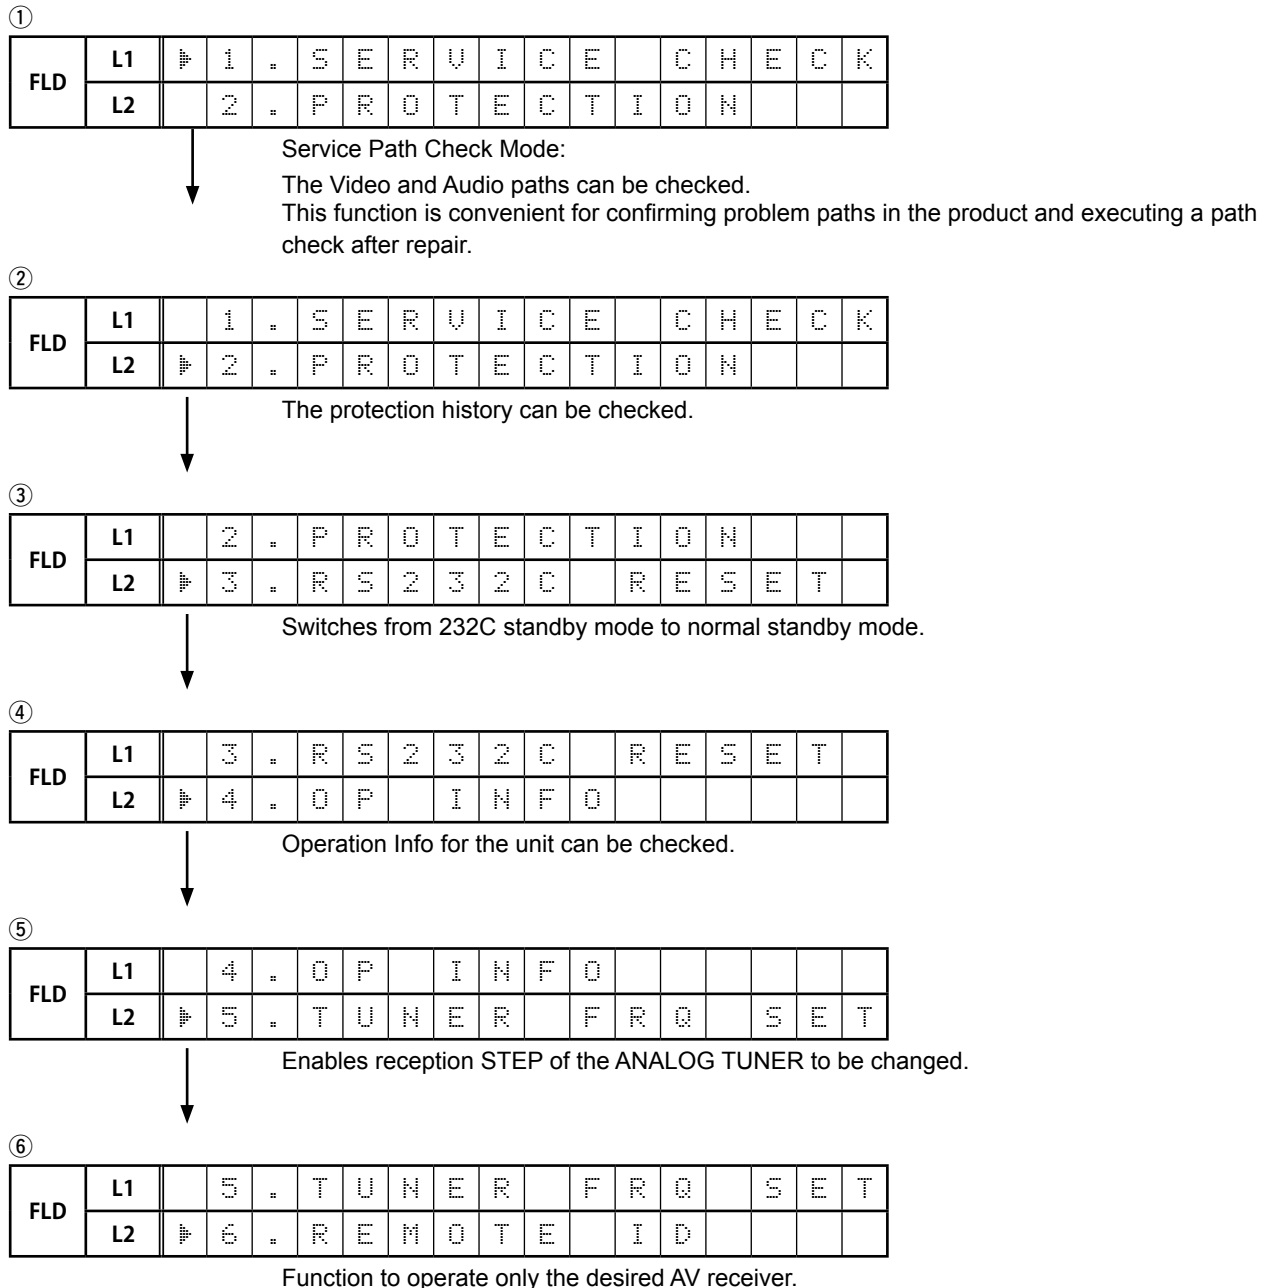 ①
FLD L1 ▶ 1 . S E R V I C E C H E C K
L2 2 . P R O T E C T I O N
Service Path Check Mode:
The Video and Audio paths can be checked.
This function is convenient for confirming problem paths in the product and executing a path
check after repair.
②
FLD L1 1 . S E R V I C E C H E C K
L2 ▶ 2 . P R O T E C T I O N
The protection history can be checked.
③
FLD L1 2 . P R O T E C T I O N
L2 ▶ 3 . R S 2 3 2 C R E S E T
Switches from 232C standby mode to normal standby mode.
④
FLD L1 3 . R S 2 3 2 C R E S E T
L2 ▶ 4 . O P I N F O
Operation Info for the unit can be checked.
⑤
FLD L1 4 . O P I N F O
L2 ▶ 5 . T U N E R F R Q S E T
Enables reception STEP of the ANALOG TUNER to be changed.
⑥
FLD L1 5 . T U N E R F R Q S E T
L2 ▶ 6 . R E M O T E I D
Function to operate only the desired AV receiver.